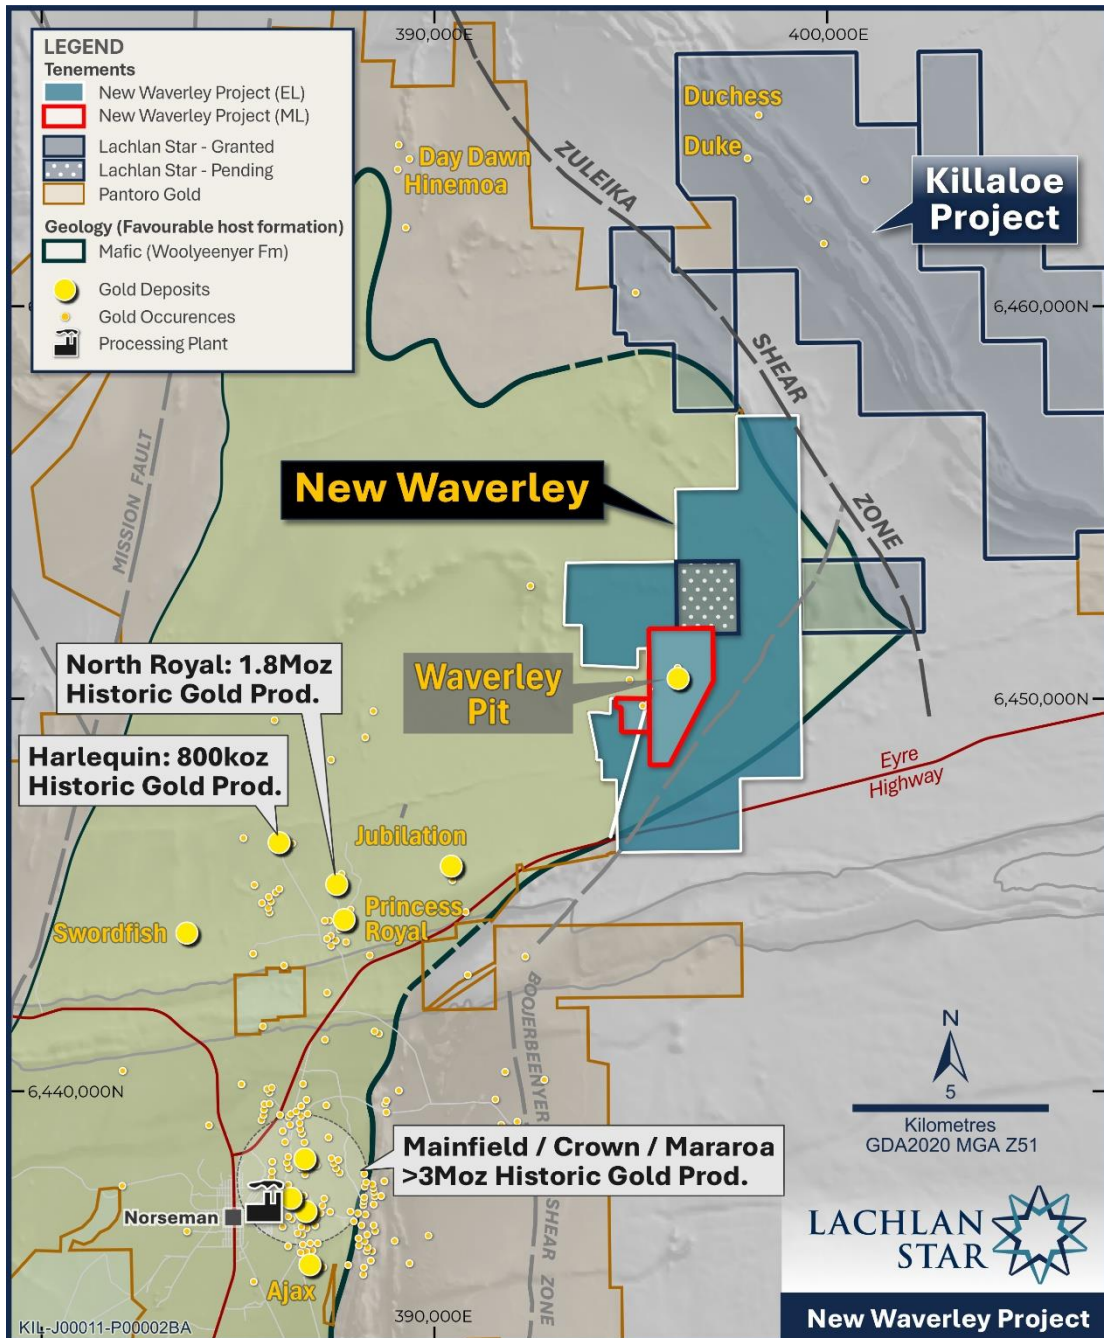 390,000E
400,000E
LEGEND
Tenements
New Waverley Project (EL)
New Waverley Project (ML)
Lachlan Star - Granted
Lachlan Star - Pending
Pantoro Gold
Geology (Favourable host formation)
Mafic (Woolyeenyer Fm)
Gold Deposits
Gold Occurences
Processing Plant
Duchess
Duke
Day Dawn
Hinemoa
ZULEIKA
SHEAR
ZONE
Killaloe
Project
6,460,000N
MISSION FAULT
New Waverley
Waverley
Pit
North Royal: 1.8Moz
Historic Gold Prod.
Harlequin: 800koz
Historic Gold Prod.
6,450,000N
Eyre
Highway
Jubilation
Princess
Royal
Swordfish
BOOJERBEENYER
SHEAR ZONE
6,440,000N
N
5
Kilometres
GDA2020 MGA Z51
Mainfield / Crown / Mararoa
>3Moz Historic Gold Prod.
Norseman
Ajax
LACHLAN
STAR
390,000E
KIL-J00011-P00002BA
New Waverley Project